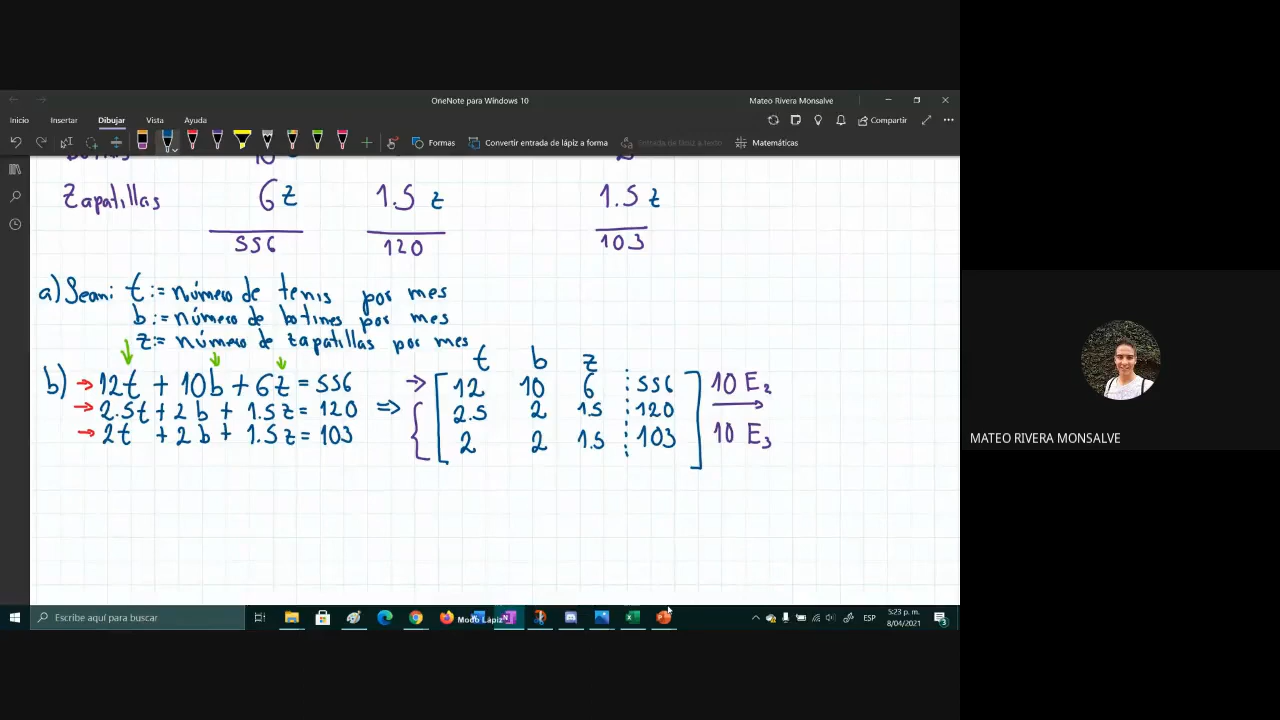 OneNote para Windows 10
Mateo Rivera Monsalve
Inicio Insertar Dibujar Vista Ayuda
Compartir
Formas Convertir entrada de lápiz a forma Matemáticas
Zapatillas 6z 1.5 z 1.5 z
556 120 103
a) Sean: t := número de tenis por mes
b := número de botines por mes
z := número de zapatillas por mes
t b z
b) → 12t + 10b + 6z = 556 → 12 10 6 556 10 E₂
→ 2.5t + 2b + 1.5z = 120 ⇒ 2.5 2 1.5 120 →
→ 2t + 2b + 1.5z = 103 2 2 1.5 103 10 E₃
MATEO RIVERA MONSALVE
Escribe aquí para buscar
Modo Lápiz
ESP
5:23 p. m.
8/04/2021
3